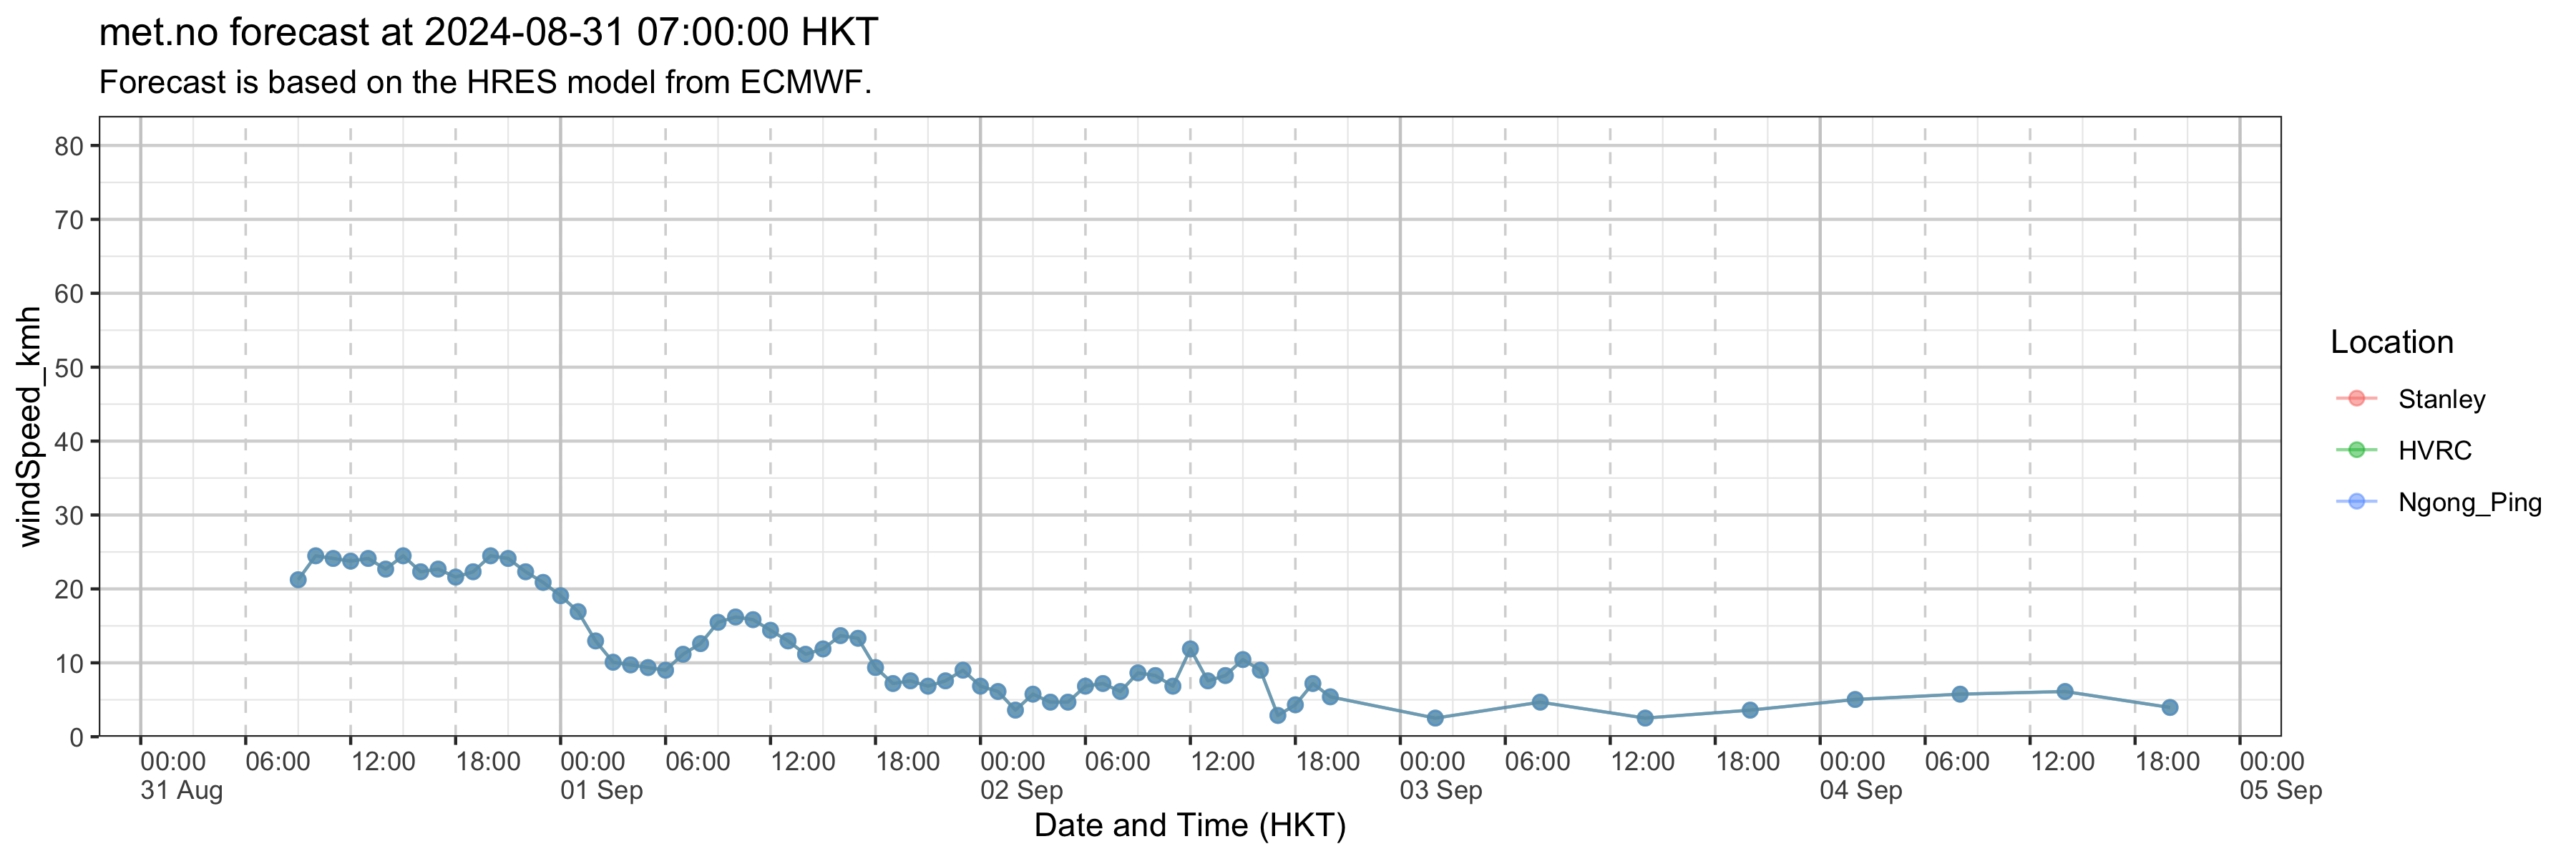 met.no forecast at 2024-08-31 07:00:00 HKT
Forecast is based on the HRES model from ECMWF.
windSpeed_kmh
80
70
60
50
40
30
20
10
0
00:00 06:00 12:00 18:00 00:00 06:00 12:00 18:00 00:00 06:00 12:00 18:00 00:00 06:00 12:00 18:00 00:00 06:00 12:00 18:00 00:00
31 Aug 01 Sep 02 Sep 03 Sep 04 Sep 05 Sep
Date and Time (HKT)
Location
Stanley
HVRC
Ngong_Ping